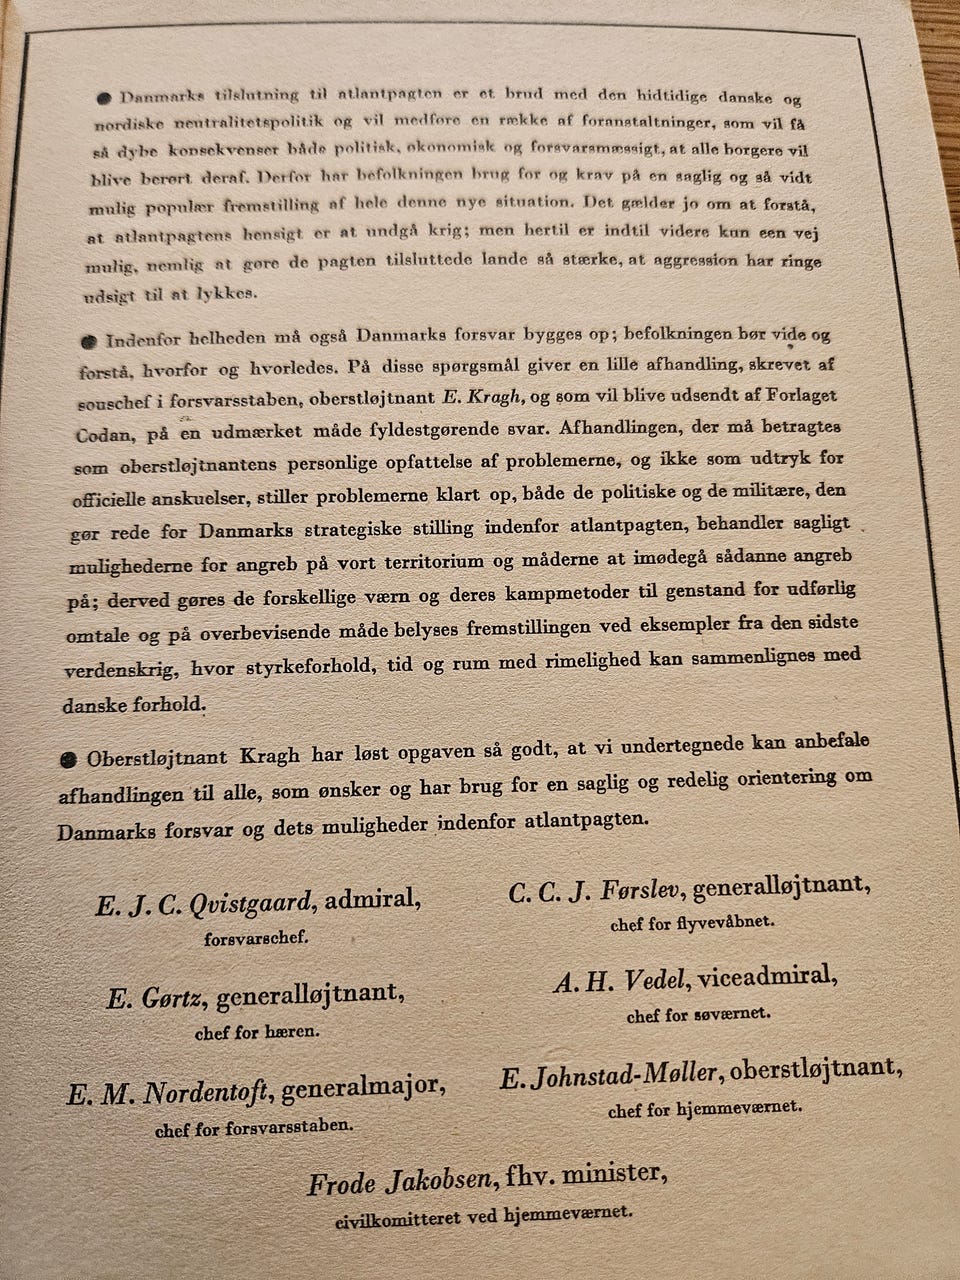 ● Danmarks tilslutning til atlantpagten er et brud med den hidtidige danske og
nordiske neutralitetspolitik og vil medføre en række af foranstaltninger, som vil få
så dybe konsekvenser både politisk, økonomisk og forsvarsmæssigt, at alle borgere vil
blive berørt deraf. Derfor har befolkningen brug for og krav på en saglig og så vidt
mulig populær fremstilling af hele denne nye situation. Det gælder jo om at forstå,
at atlantpagtens hensigt er at undgå krig; men hertil er indtil videre kun een vej
mulig, nemlig at gøre de pagten tilsluttede lande så stærke, at aggression har ringe
udsigt til at lykkes.
● Indenfor helheden må også Danmarks forsvar bygges op; befolkningen bør vide og
forstå, hvorfor og hvorledes. På disse spørgsmål giver en lille afhandling, skrevet af
souschef i forsvarsstaben, oberstløjtnant E. Kragh, og som vil blive udsendt af Forlaget
Codan, på en udmærket måde fyldestgørende svar. Afhandlingen, der må betragtes
som oberstløjtnantens personlige opfattelse af problemerne, og ikke som udtryk for
officielle anskuelser, stiller problemerne klart op, både de politiske og de militære, den
gør rede for Danmarks strategiske stilling indenfor atlantpagten, behandler sagligt
mulighederne for angreb på vort territorium og måderne at imødegå sådanne angreb
på; derved gøres de forskellige værn og deres kampmetoder til genstand for udførlig
omtale og på overbevisende måde belyses fremstillingen ved eksempler fra den sidste
verdenskrig, hvor styrkeforhold, tid og rum med rimelighed kan sammenlignes med
danske forhold.
● Oberstløjtnant Kragh har løst opgaven så godt, at vi undertegnede kan anbefale
afhandlingen til alle, som ønsker og har brug for en saglig og redelig orientering om
Danmarks forsvar og dets muligheder indenfor atlantpagten.
E. J. C. Qvistgaard, admiral,
forsvarschef.
C. C. J. Førslev, generalløjtnant,
chef for flyvevåbnet.
E. Gørtz, generalløjtnant,
chef for hæren.
A. H. Vedel, viceadmiral,
chef for søværnet.
E. M. Nordentoft, generalmajor,
chef for forsvarsstaben.
E. Johnstad-Møller, oberstløjtnant,
chef for hjemmeværnet.
Frode Jakobsen, fhv. minister,
civilkomitteret ved hjemmeværnet.